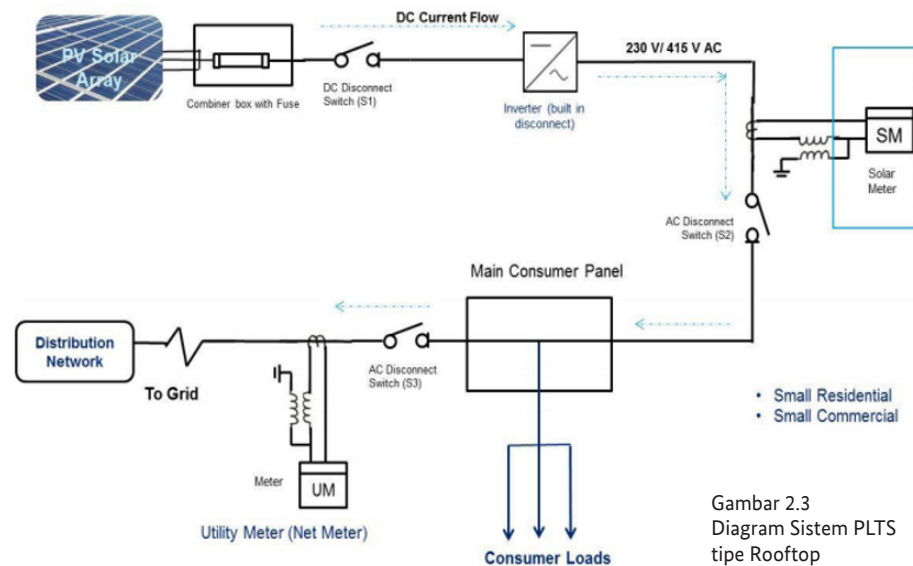 PV Solar
Array
Combiner box with Fuse
DC Current Flow
DC Disconnect
Switch (S1)
Inverter (built in
disconnect)
230 V/ 415 V AC
SM
Solar
Meter
AC Disconnect
Switch (S2)
Main Consumer Panel
Distribution
Network
To Grid
AC Disconnect
Switch (S3)
Meter
UM
Utility Meter (Net Meter)
Consumer Loads
• Small Residential
• Small Commercial
Gambar 2.3
Diagram Sistem PLTS
tipe Rooftop